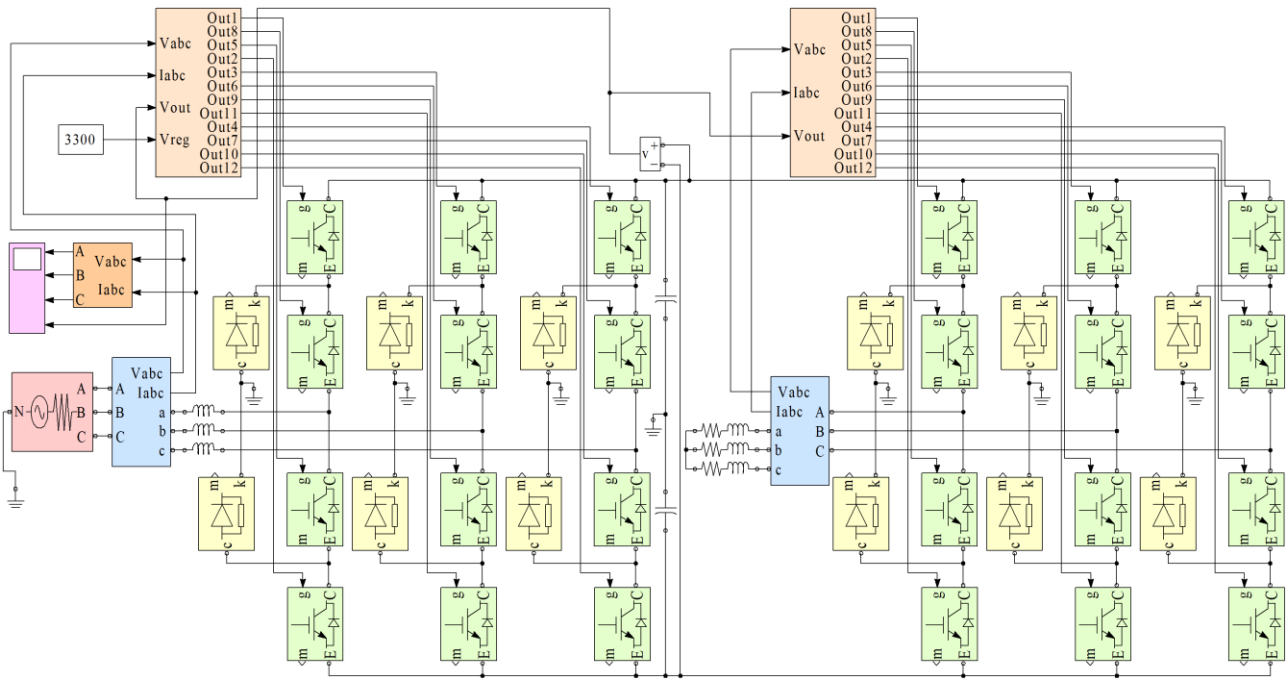 Vabc
Iabc
Vout
Vreg
Out1
Out8
Out5
Out2
Out3
Out6
Out9
Out11
Out4
Out7
Out10
Out12
3300
v
+
−
Vabc
Iabc
Vout
Out1
Out8
Out5
Out2
Out3
Out6
Out9
Out11
Out4
Out7
Out10
Out12
g C
m E
g C
m E
g C
m E
g C
m E
g C
m E
g C
m E
A
B
C
Vabc
Iabc
m k
c
m k
c
m k
c
m k
c
m k
c
m k
c
g C
m E
g C
m E
g C
m E
g C
m E
g C
m E
g C
m E
N
A
B
C
A
B
C
Vabc
Iabc
a
b
c
Vabc
Iabc
a
b
c
A
B
C
m k
c
m k
c
m k
c
m k
c
m k
c
m k
c
g C
m E
g C
m E
g C
m E
g C
m E
g C
m E
g C
m E
g C
m E
g C
m E
g C
m E
g C
m E
g C
m E
g C
m E